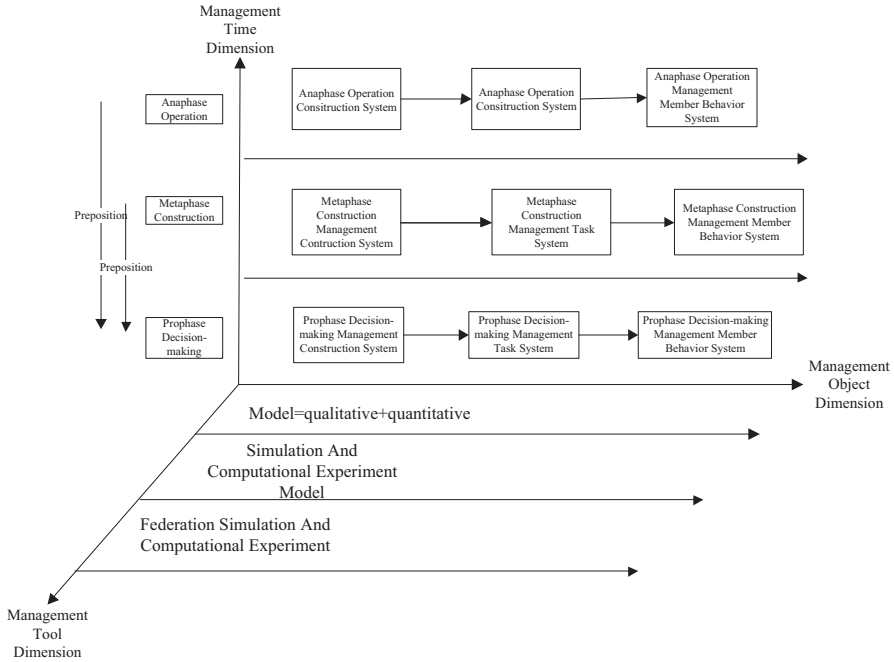 Management
Time
Dimension
Anaphase
Operation
Anaphase Operation
Consitruction System
Anaphase Operation
Consitruction System
Anaphase Operation
Management
Member Behavior
System
Preposition
Metaphase
Construction
Metaphase
Construction
Management
Contruction System
Metaphase
Construction
Management Task
System
Metaphase Construction
Management Member
Behavior System
Preposition
Prophase
Decision-
making
Prophase Decision-
making Management
Construction System
Prophase Decision-
making Management
Task System
Prophase Decision-making
Management Member
Behavior System
Management
Object
Dimension
Model=qualitative+quantitative
Simulation And
Computational Experiment
Model
Federation Simulation And
Computational Experiment
Management
Tool
Dimension